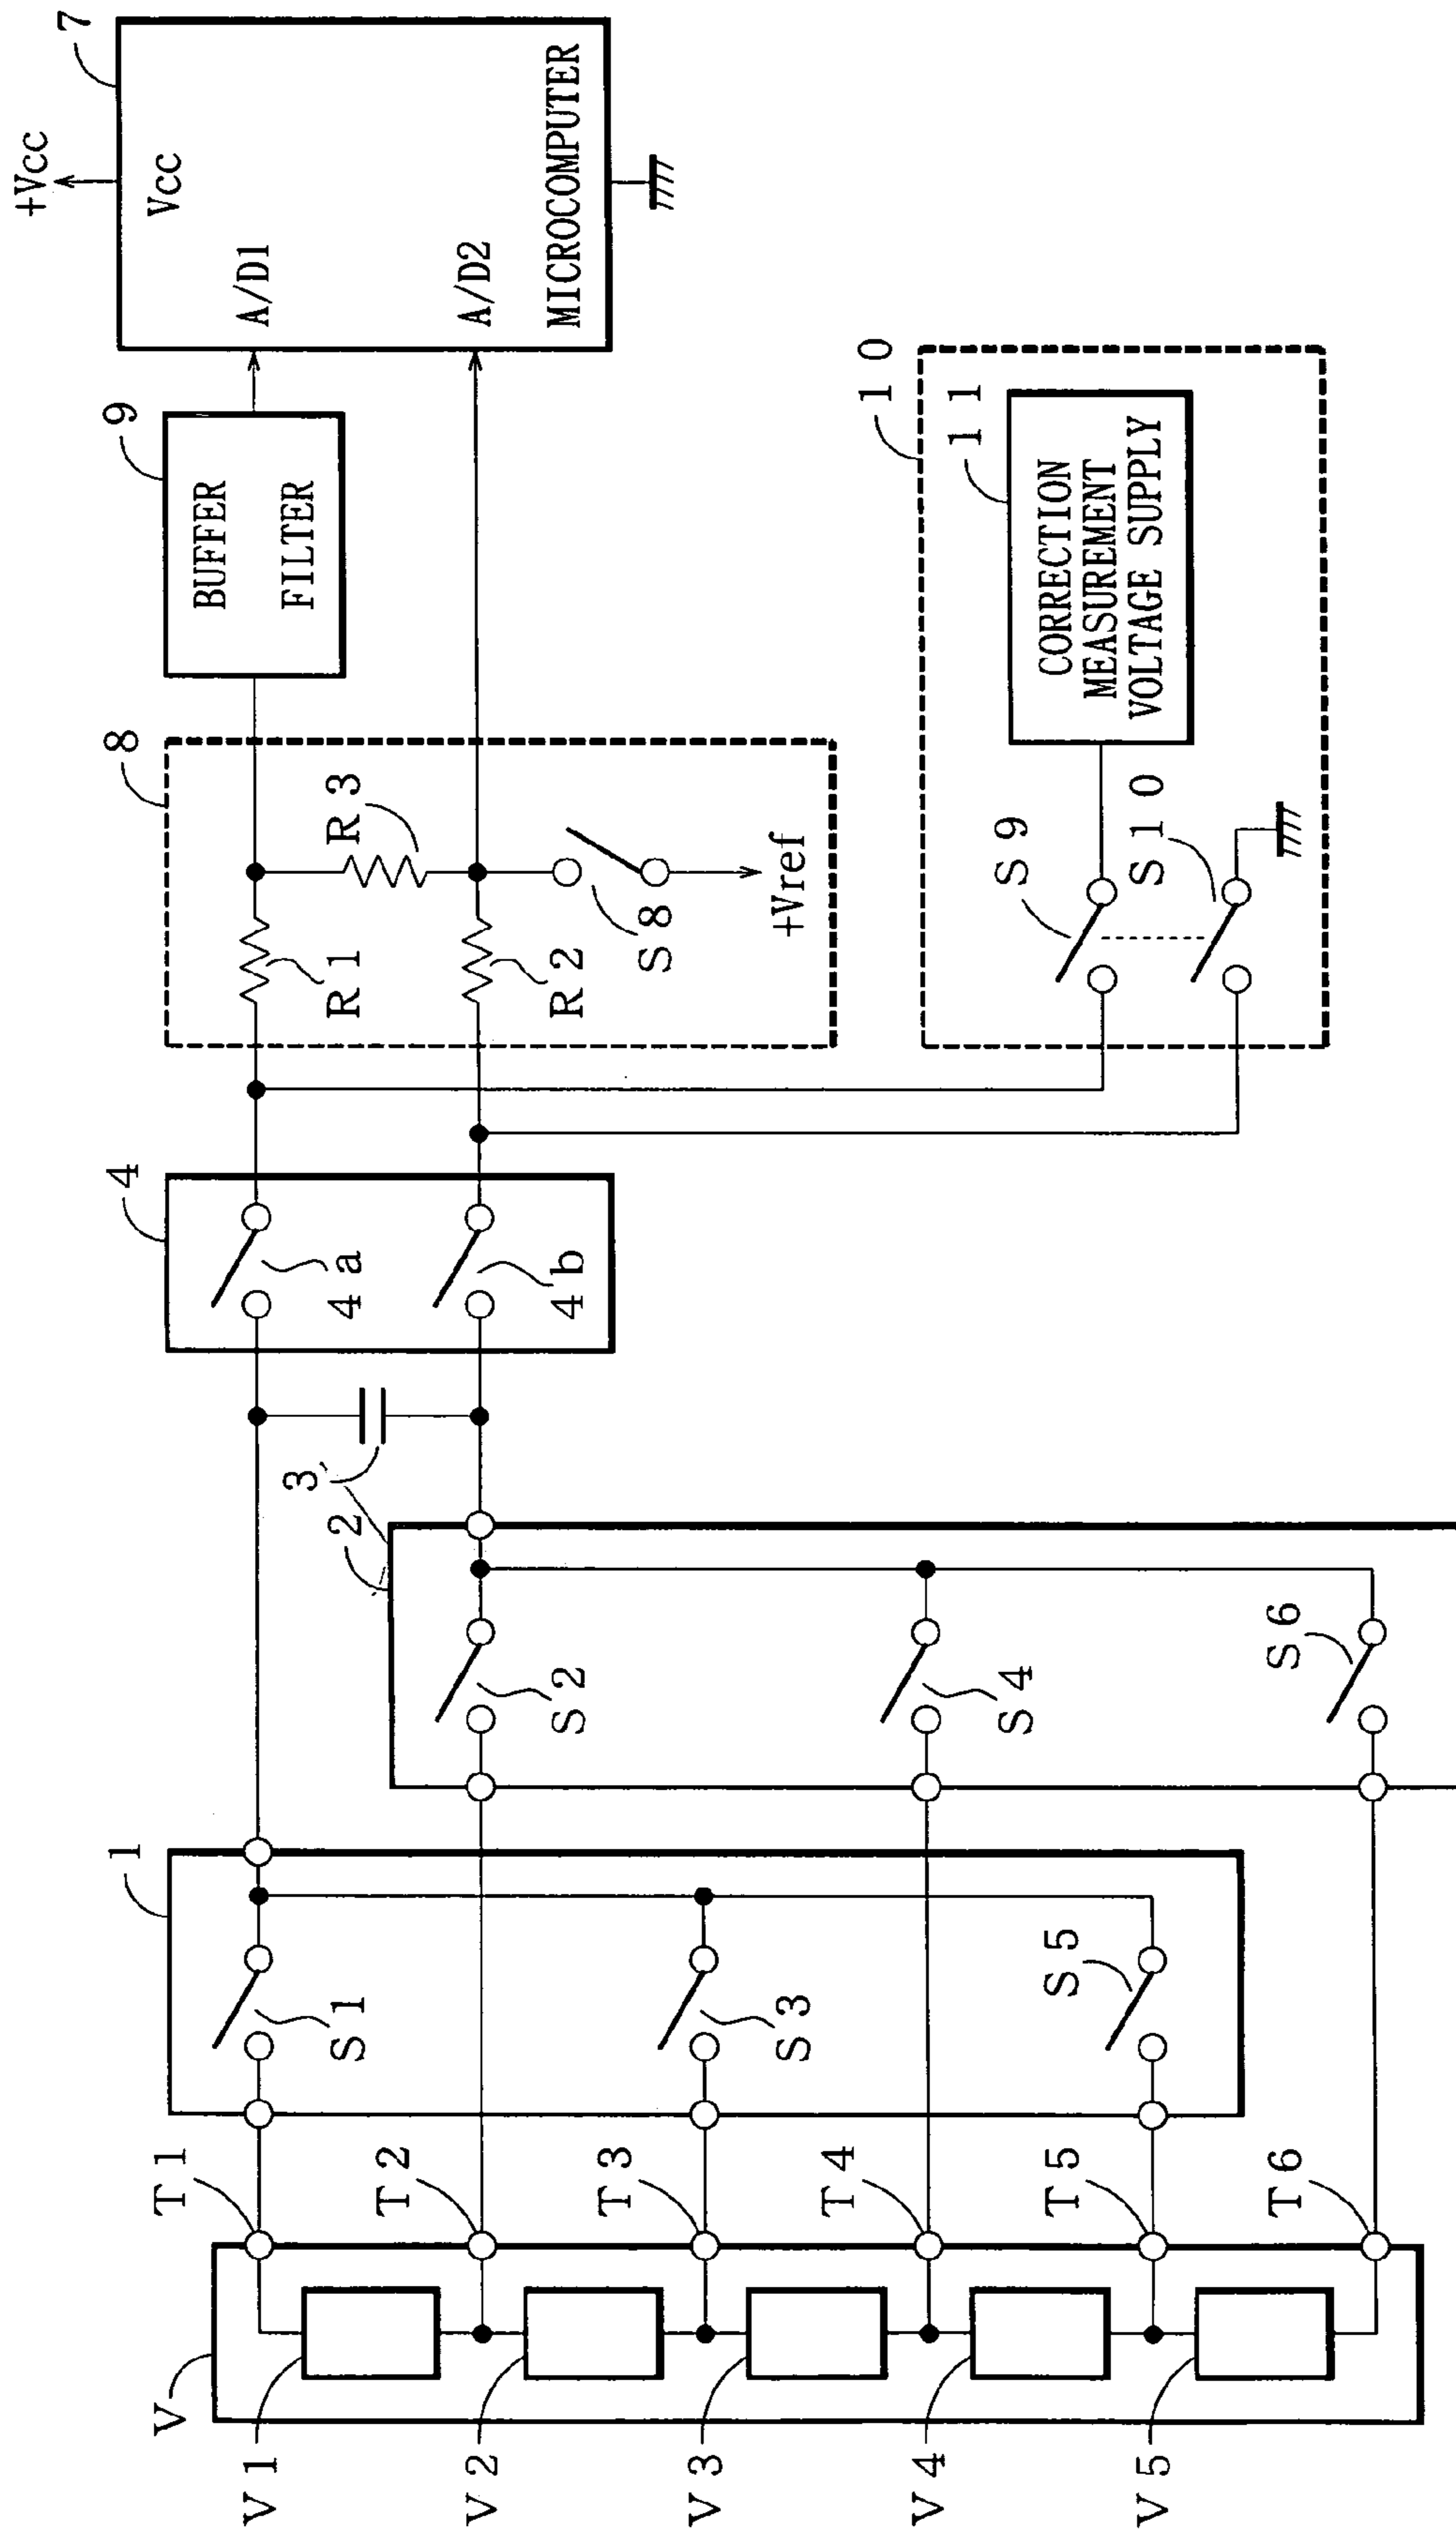 +Vcc
7
Vcc
A/D1
A/D2
MICROCOMPUTER
9
BUFFER
FILTER
8
R1
R2
R3
S8
+Vref
10
11
CORRECTION
MEASUREMENT
VOLTAGE SUPPLY
S9
S10
4
4a
4b
3
2
S2
S4
S6
1
S1
S3
S5
T1
T2
T3
T4
T5
T6
V
V1
V2
V3
V4
V5